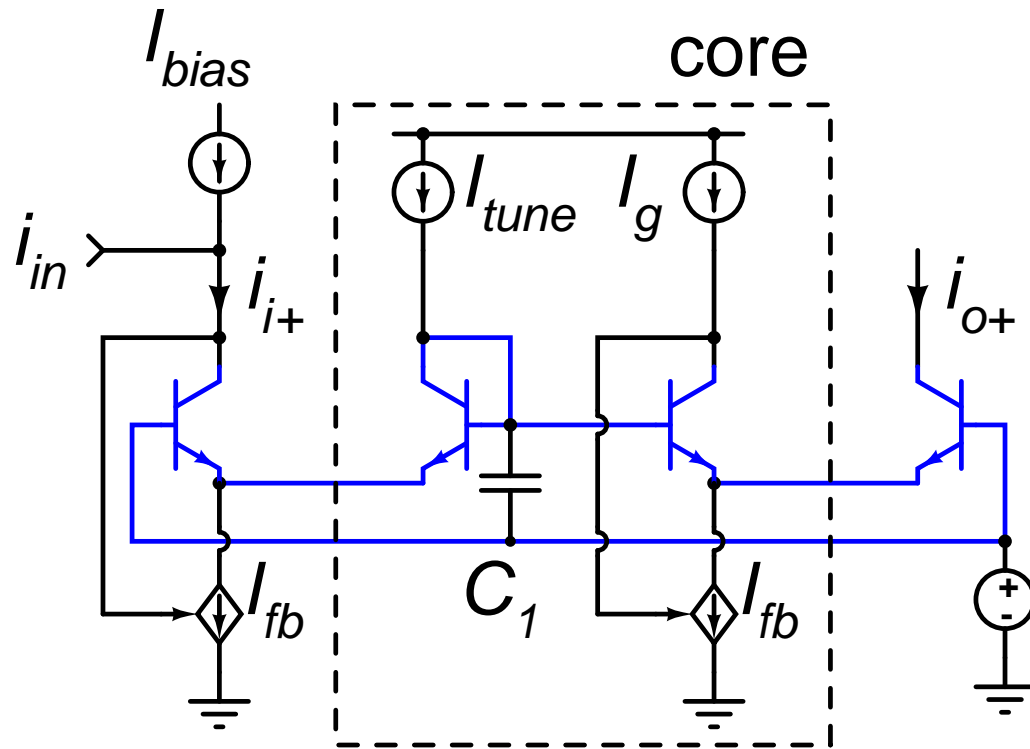 core
I_bias
I_tune
I_g
i_in
i_i+
i_o+
I_fb
C_1
I_fb
+
-